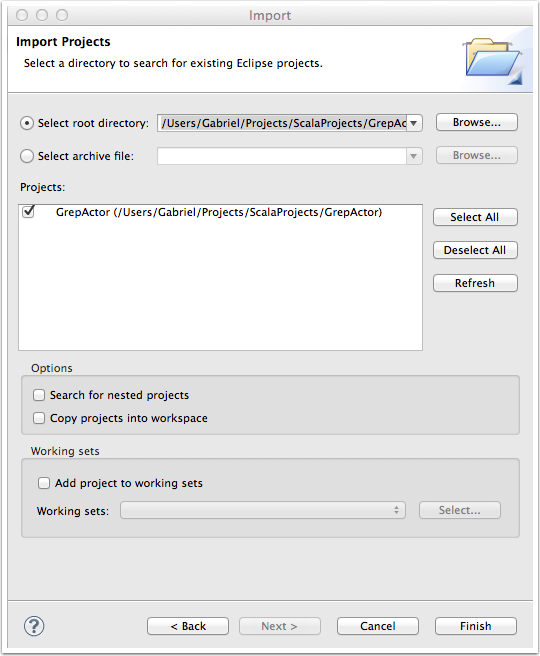 Import
Import Projects
Select a directory to search for existing Eclipse projects.
Select root directory: /Users/Gabriel/Projects/ScalaProjects/GrepAc Browse...
Select archive file: Browse...
Projects:
GrepActor (/Users/Gabriel/Projects/ScalaProjects/GrepActor)
Select All
Deselect All
Refresh
Options
Search for nested projects
Copy projects into workspace
Working sets
Add project to working sets
Working sets: Select...
? < Back Next > Cancel Finish